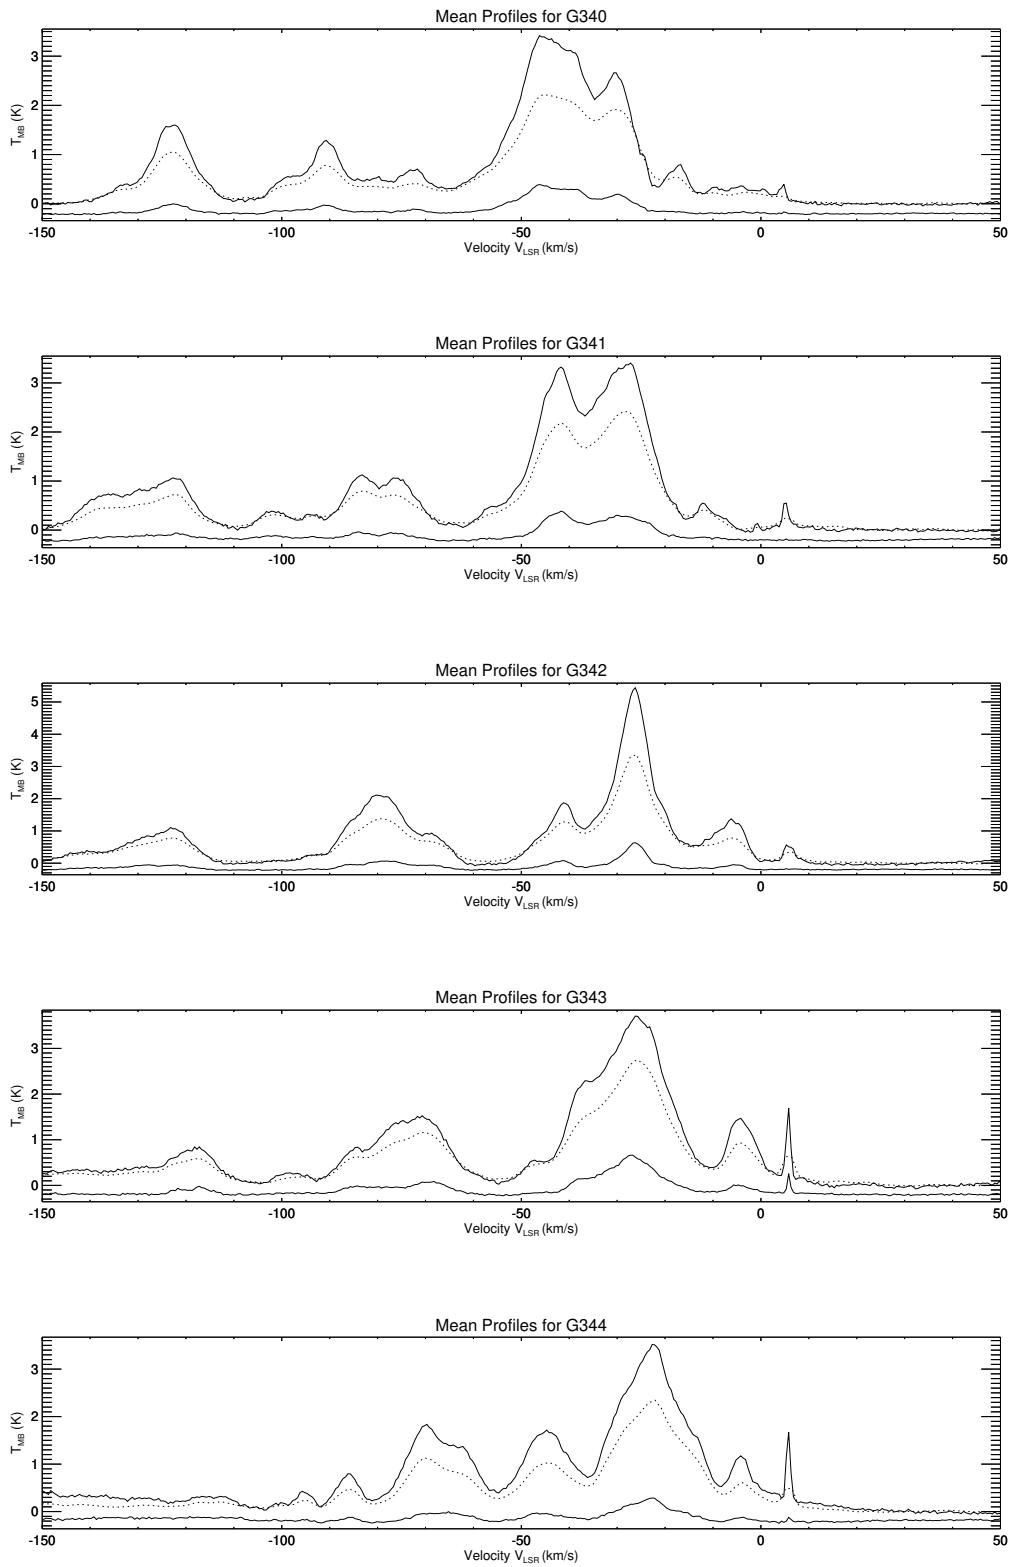 Mean Profiles for G340
3
2
1
0
T_MB (K)
-150 -100 -50 0 50
Velocity V_LSR (km/s)
Mean Profiles for G341
3
2
1
0
T_MB (K)
-150 -100 -50 0 50
Velocity V_LSR (km/s)
Mean Profiles for G342
5
4
3
2
1
0
T_MB (K)
-150 -100 -50 0 50
Velocity V_LSR (km/s)
Mean Profiles for G343
3
2
1
0
T_MB (K)
-150 -100 -50 0 50
Velocity V_LSR (km/s)
Mean Profiles for G344
3
2
1
0
T_MB (K)
-150 -100 -50 0 50
Velocity V_LSR (km/s)